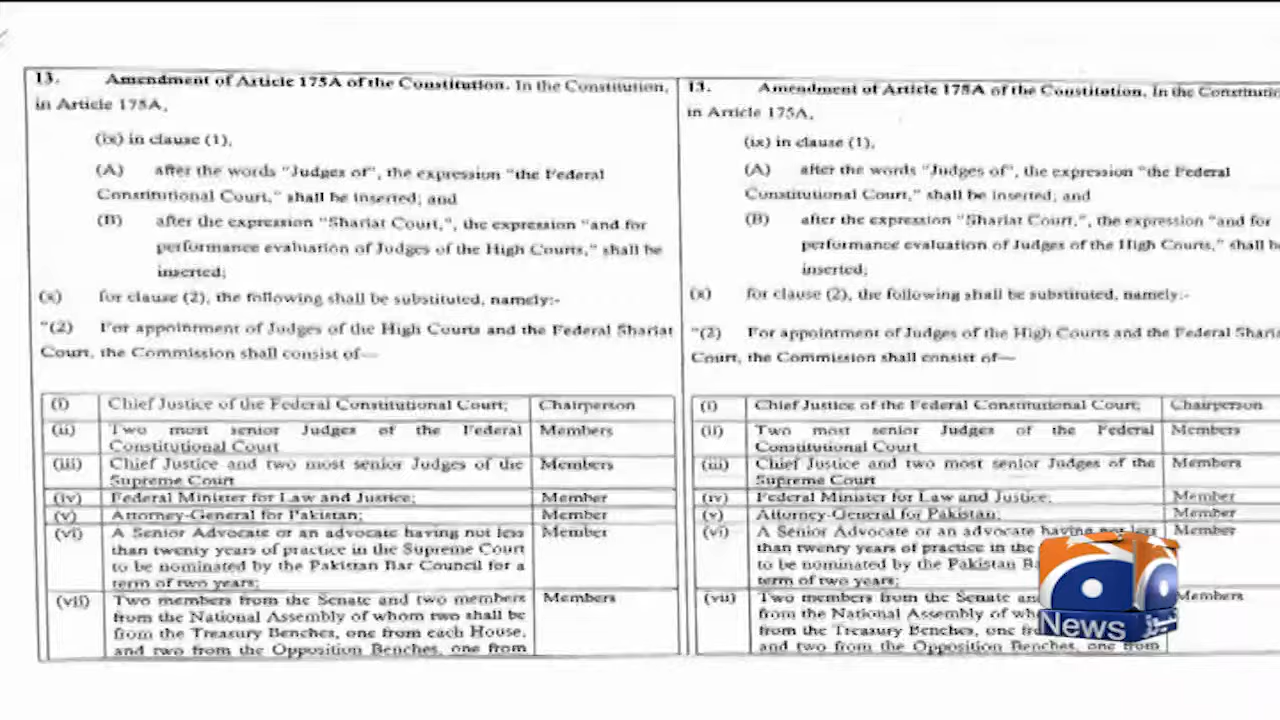 13. Amendment of Article 175A of the Constitution. In the Constitution,
in Article 175A,
(ix) in clause (1),
(A) after the words "Judges of", the expression "the Federal
Constitutional Court," shall be inserted; and
(B) after the expression "Shariat Court,", the expression "and for
performance evaluation of Judges of the High Courts," shall be
inserted;
(x) for clause (2), the following shall be substituted, namely:-
"(2) For appointment of Judges of the High Courts and the Federal Shariat
Court, the Commission shall consist of—
(i) Chief Justice of the Federal Constitutional Court; Chairperson
(ii) Two most senior Judges of the Federal Members
Constitutional Court
(iii) Chief Justice and two most senior Judges of the Members
Supreme Court
(iv) Federal Minister for Law and Justice; Member
(v) Attorney-General for Pakistan; Member
(vi) A Senior Advocate or an advocate having not less Member
than twenty years of practice in the Supreme Court
to be nominated by the Pakistan Bar Council for a
term of two years;
(vii) Two members from the Senate and two members Members
from the National Assembly of whom two shall be
from the Treasury Benches, one from each House,
and two from the Opposition Benches, one from
13. Amendment of Article 175A of the Constitution. In the Constitutio
in Article 175A,
(ix) in clause (1),
(A) after the words "Judges of", the expression "the Federal
Constitutional Court," shall be inserted; and
(B) after the expression "Shariat Court,", the expression "and for
performance evaluation of Judges of the High Courts," shall be
inserted;
(x) for clause (2), the following shall be substituted, namely:-
"(2) For appointment of Judges of the High Courts and the Federal Sharia
Court, the Commission shall consist of—
(i) Chief Justice of the Federal Constitutional Court; Chairperson
(ii) Two most senior Judges of the Federal Members
Constitutional Court
(iii) Chief Justice and two most senior Judges of the Members
Supreme Court
(iv) Federal Minister for Law and Justice; Member
(v) Attorney-General for Pakistan; Member
(vi) A Senior Advocate or an advocate having not less Member
than twenty years of practice in the
to be nominated by the Pakistan
term of two years;
(vii) Two members from the Senate Members
from the National Assembly of
from the Treasury Benches, one
and two from the Opposition Benches, one from
News